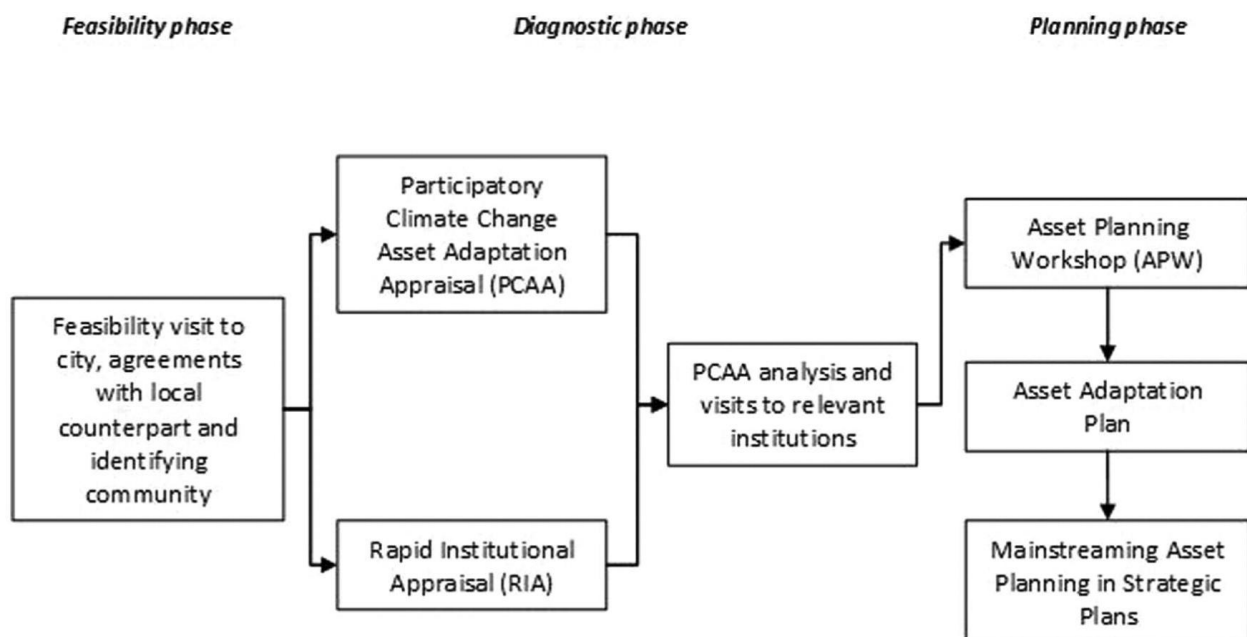 Feasibility phase
Diagnostic phase
Planning phase
Feasibility visit to
city, agreements
with local
counterpart and
identifying
community
Participatory
Climate Change
Asset Adaptation
Appraisal (PCAA)
Rapid Institutional
Appraisal (RIA)
PCAA analysis and
visits to relevant
institutions
Asset Planning
Workshop (APW)
Asset Adaptation
Plan
Mainstreaming Asset
Planning in Strategic
Plans